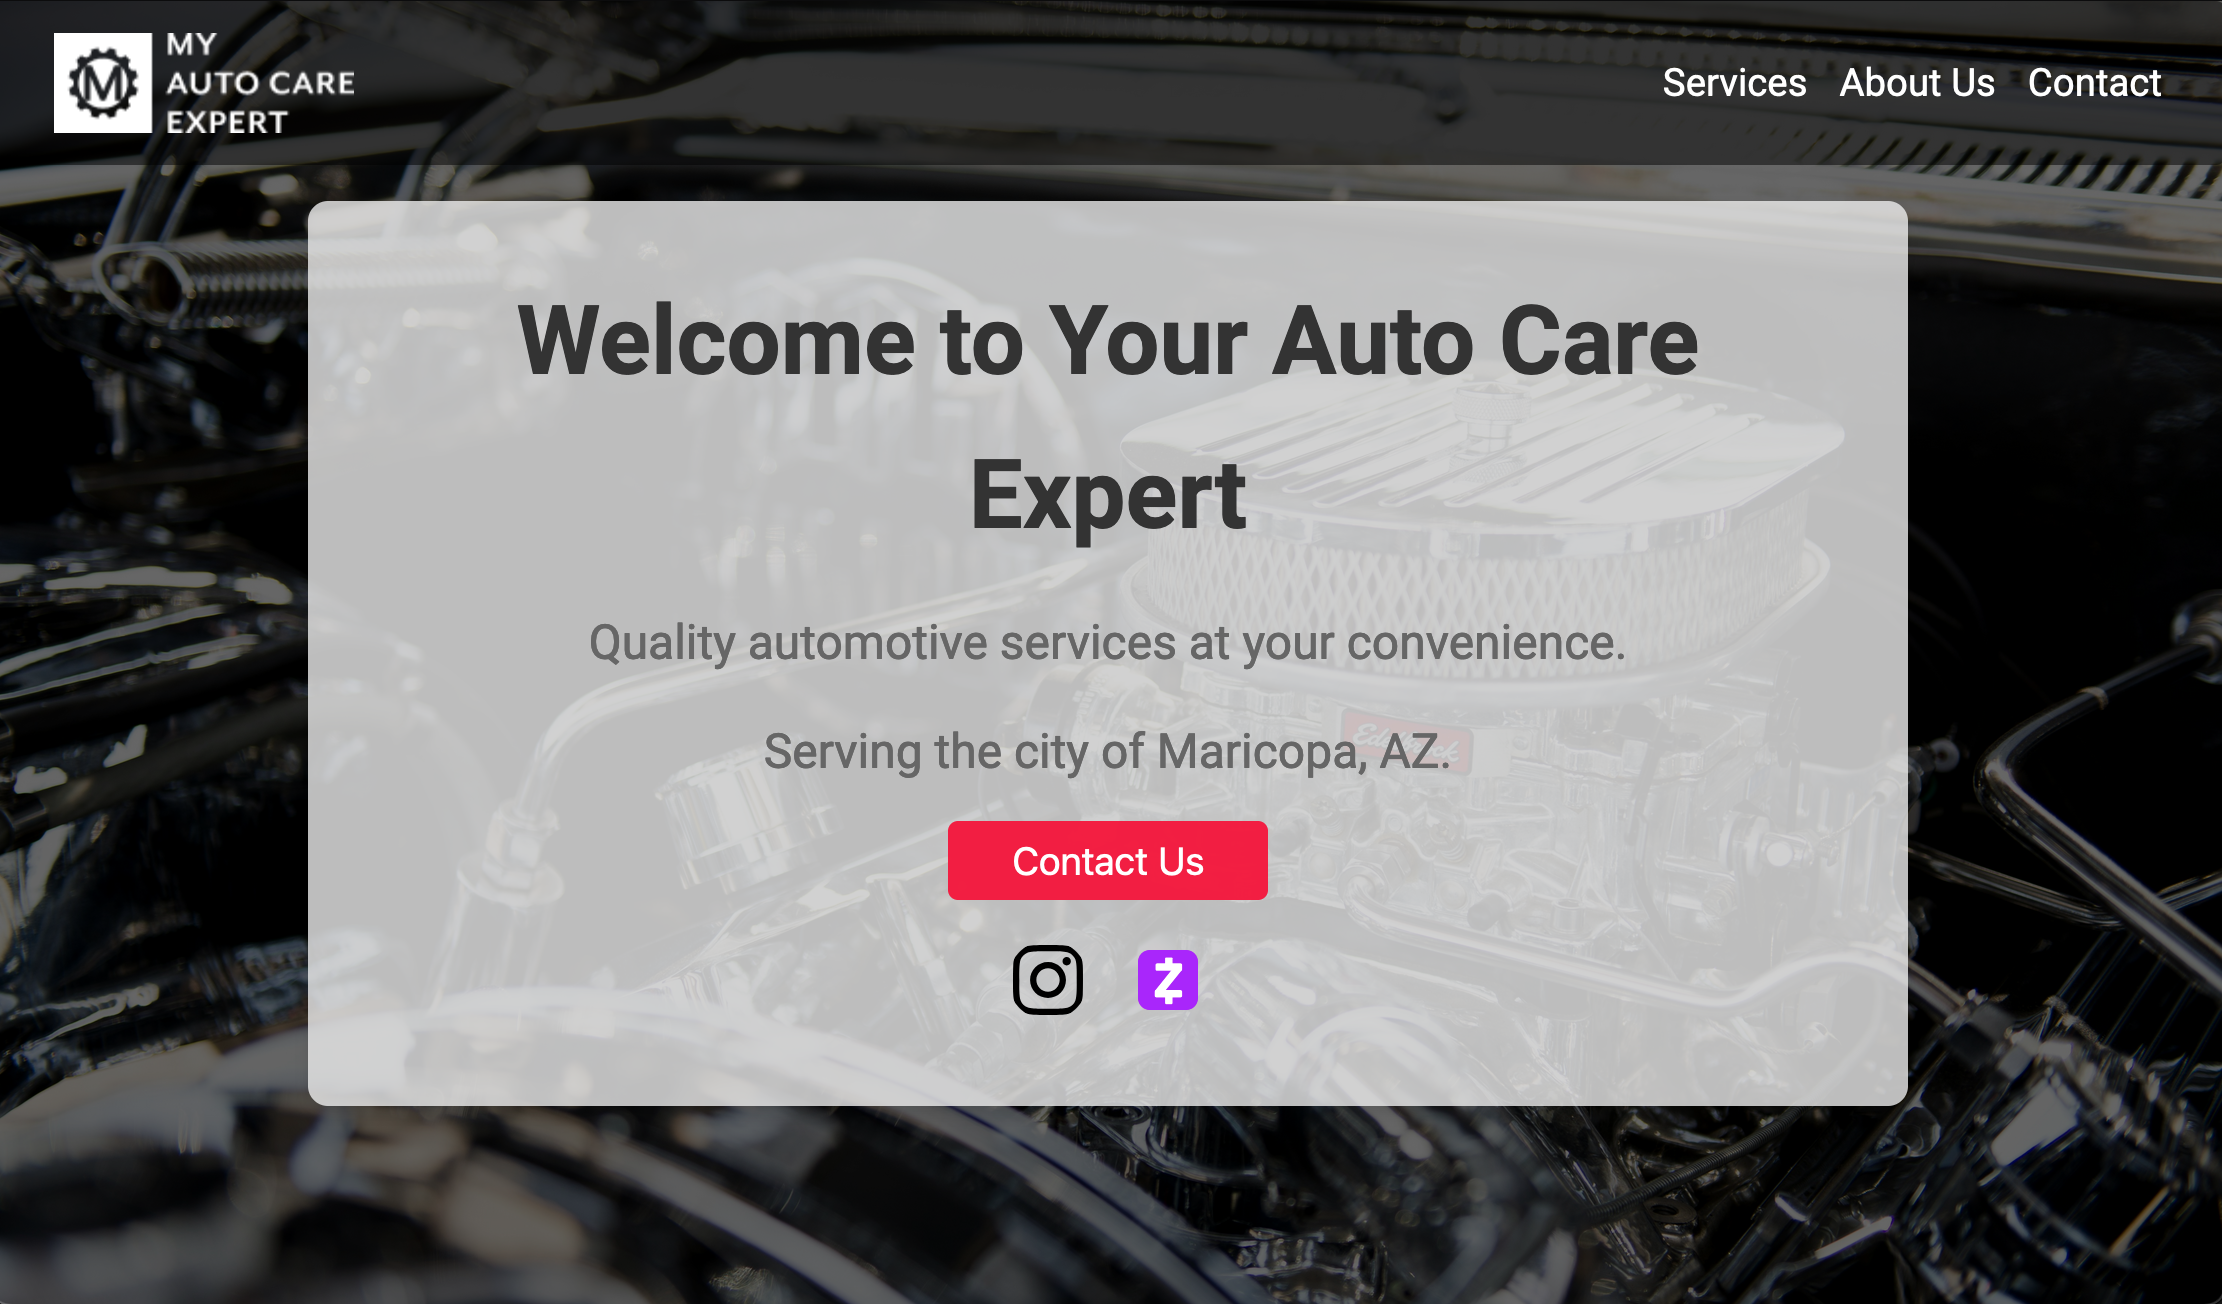 MY
AUTO CARE
EXPERT
Services About Us Contact
Welcome to Your Auto Care
Expert
Quality automotive services at your convenience.
Serving the city of Maricopa, AZ.
Edelbrock
Contact Us